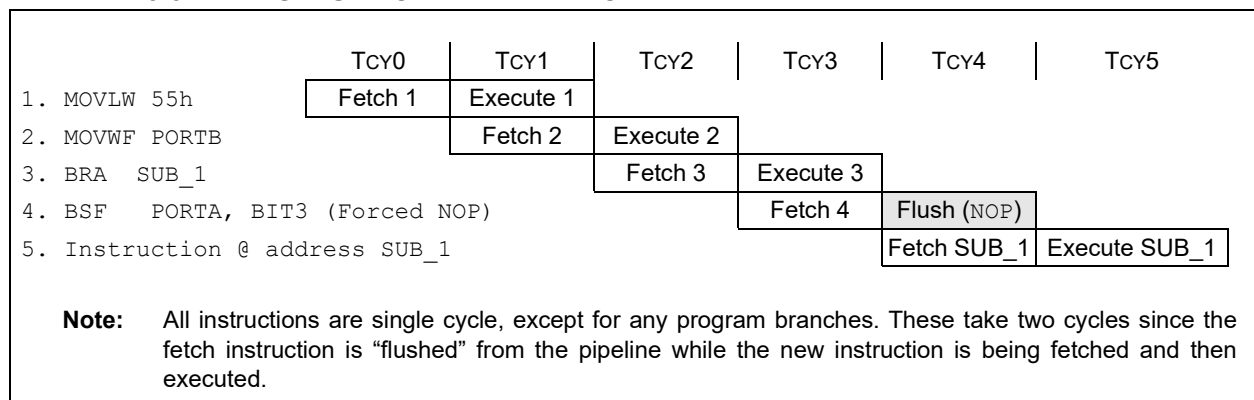 TCY0 TCY1 TCY2 TCY3 TCY4 TCY5
1. MOVLW 55h Fetch 1 Execute 1
2. MOVWF PORTB Fetch 2 Execute 2
3. BRA SUB_1 Fetch 3 Execute 3
4. BSF PORTA, BIT3 (Forced NOP) Fetch 4 Flush (NOP)
5. Instruction @ address SUB_1 Fetch SUB_1 Execute SUB_1
Note: All instructions are single cycle, except for any program branches. These take two cycles since the
fetch instruction is “flushed” from the pipeline while the new instruction is being fetched and then
executed.